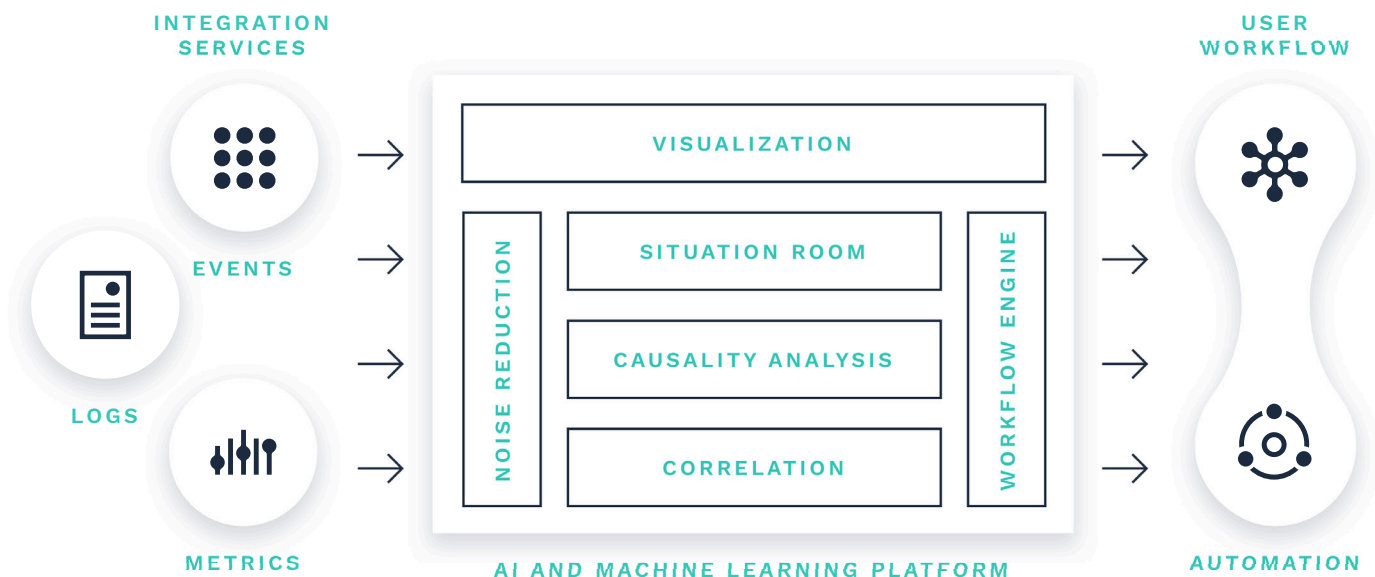 INTEGRATION
SERVICES
EVENTS
LOGS
METRICS
VISUALIZATION
NOISE REDUCTION
SITUATION ROOM
CAUSALITY ANALYSIS
CORRELATION
WORKFLOW ENGINE
AI AND MACHINE LEARNING PLATFORM
USER
WORKFLOW
AUTOMATION